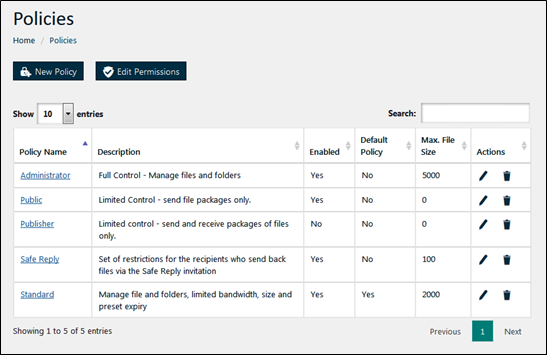 Policies
Home / Policies
New Policy Edit Permissions
Show 10 entries Search:
Policy Name Description Enabled Default Policy Max. File Size Actions
Administrator Full Control - Manage files and folders Yes No 5000
Public Limited Control - send file packages only. Yes No 0
Publisher Limited control - send and receive packages of files only. No No 0
Safe Reply Set of restrictions for the recipients who send back files via the Safe Reply invitation Yes No 100
Standard Manage file and folders, limited bandwidth, size and preset expiry Yes Yes 2000
Showing 1 to 5 of 5 entries Previous 1 Next